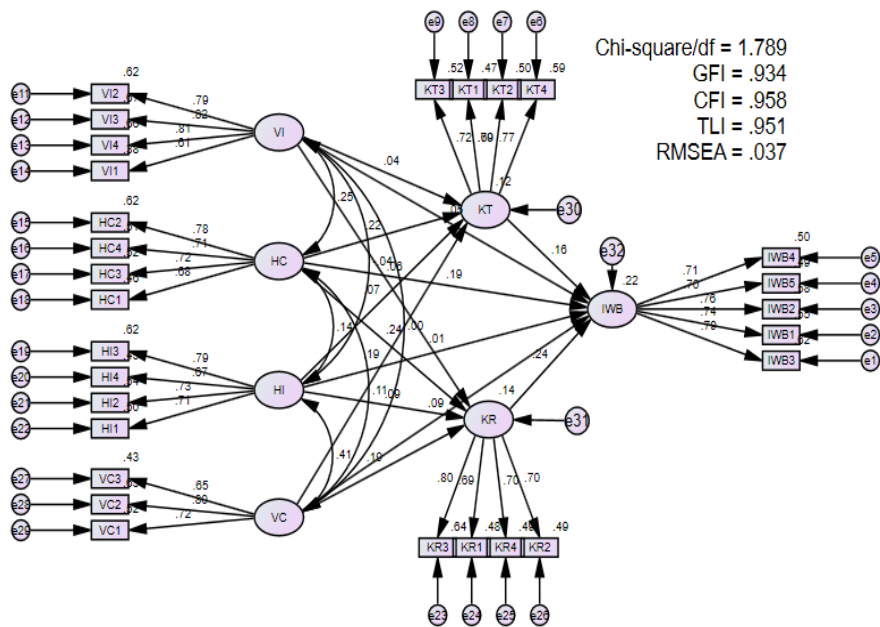 Chi-square/df = 1.789
GFI = .934
CFI = .958
TLI = .951
RMSEA = .037
e9
e8
e7
e6
.52
.47
.50
.59
KT3
KT1
KT2
KT4
.72
.77
e11
VI2
.62
.79
e12
VI3
.82
e13
VI4
.81
e14
VI1
.61
VI
.04
.25
.22
.12
KT
e30
e15
HC2
.62
.78
e16
HC4
.71
e17
HC3
.72
e18
HC1
.68
HC
.04
.06
.07
.19
.16
e32
.22
IWB
.50
.71
IWB4
e5
.70
IWB5
e4
.76
IWB2
e3
.74
IWB1
e2
IWB3
e1
e19
HI3
.62
.79
e20
HI4
.67
e21
HI2
.73
e22
HI1
.71
HI
.14
.19
.00
.24
.01
.11
.09
.09
.24
.14
KR
e31
e27
VC3
.43
.65
e28
VC2
.80
e29
VC1
.72
VC
.41
.80
.69
.70
.70
.64
.48
.49
KR3
KR1
KR4
KR2
e23
e24
e25
e26